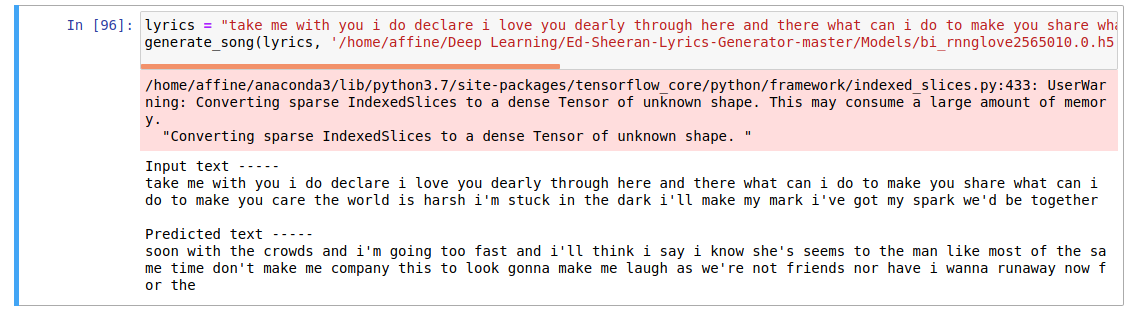 In [96]: lyrics = "take me with you i do declare i love you dearly through here and there what can i do to make you share wha
generate_song(lyrics, '/home/affine/Deep Learning/Ed-Sheeran-Lyrics-Generator-master/Models/bi_rnnglove2565010.0.h5
/home/affine/anaconda3/lib/python3.7/site-packages/tensorflow_core/python/framework/indexed_slices.py:433: UserWar
ning: Converting sparse IndexedSlices to a dense Tensor of unknown shape. This may consume a large amount of memor
y.
"Converting sparse IndexedSlices to a dense Tensor of unknown shape. "
Input text -----
take me with you i do declare i love you dearly through here and there what can i do to make you share what can i
do to make you care the world is harsh i'm stuck in the dark i'll make my mark i've got my spark we'd be together
Predicted text -----
soon with the crowds and i'm going too fast and i'll think i say i know she's seems to the man like most of the sa
me time don't make me company this to look gonna make me laugh as we're not friends nor have i wanna runaway now f
or the